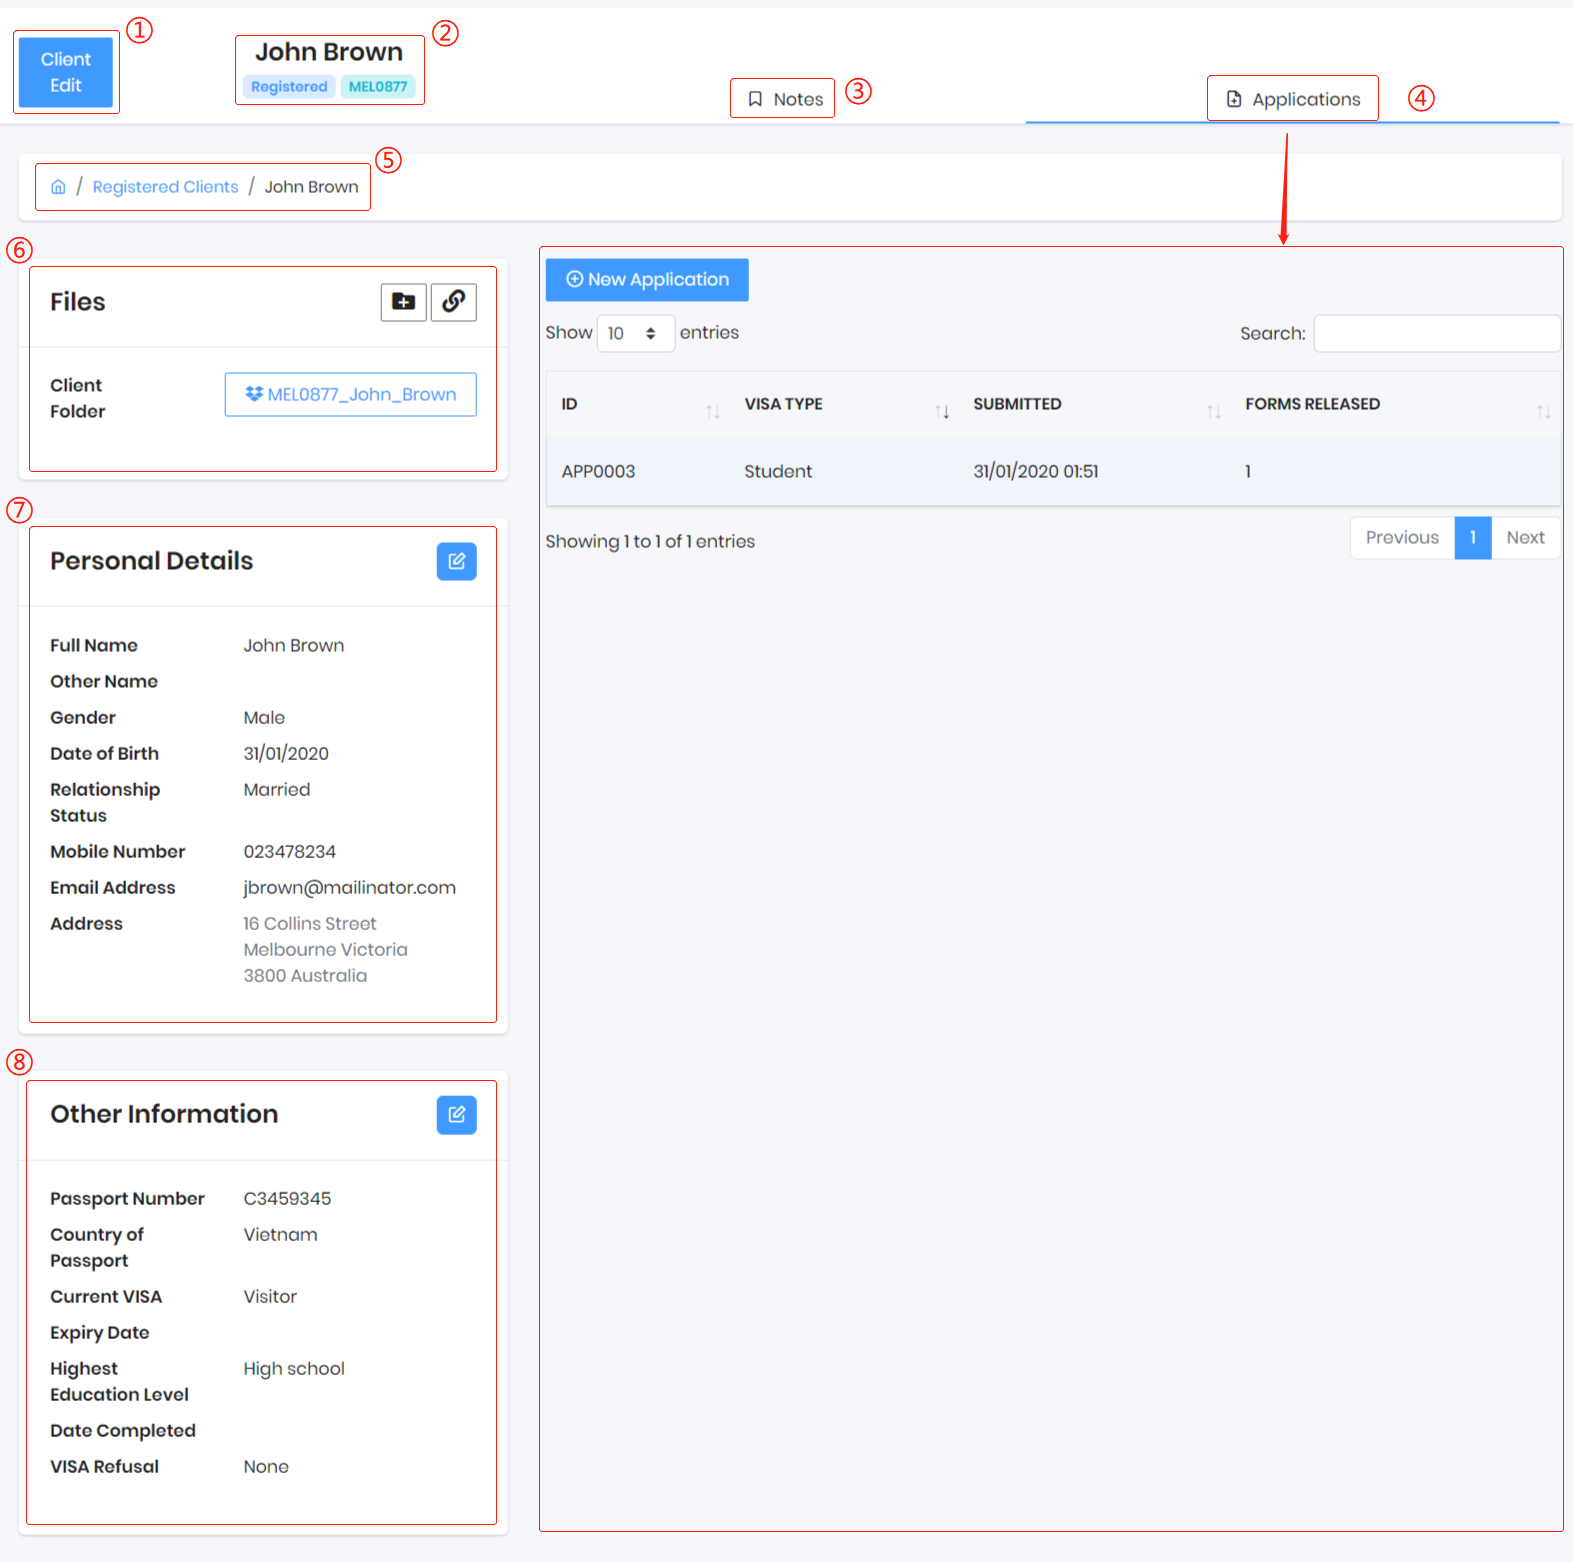 ①
Client
Edit
John Brown
②
Registered MEL0877
Notes
③
Applications
④
/ Registered Clients / John Brown
⑤
⑥
Files
Client
Folder
MEL0877_John_Brown
⑦
Personal Details
Full Name John Brown
Other Name
Gender Male
Date of Birth 31/01/2020
Relationship Married
Status
Mobile Number 023478234
Email Address jbrown@mailinator.com
Address 16 Collins Street
Melbourne Victoria
3800 Australia
⑧
Other Information
Passport Number C3459345
Country of Vietnam
Passport
Current VISA Visitor
Expiry Date
Highest High school
Education Level
Date Completed
VISA Refusal None
New Application
Show 10 entries
Search:
ID VISA TYPE SUBMITTED FORMS RELEASED
APP0003 Student 31/01/2020 01:51 1
Showing 1 to 1 of 1 entries
Previous 1 Next